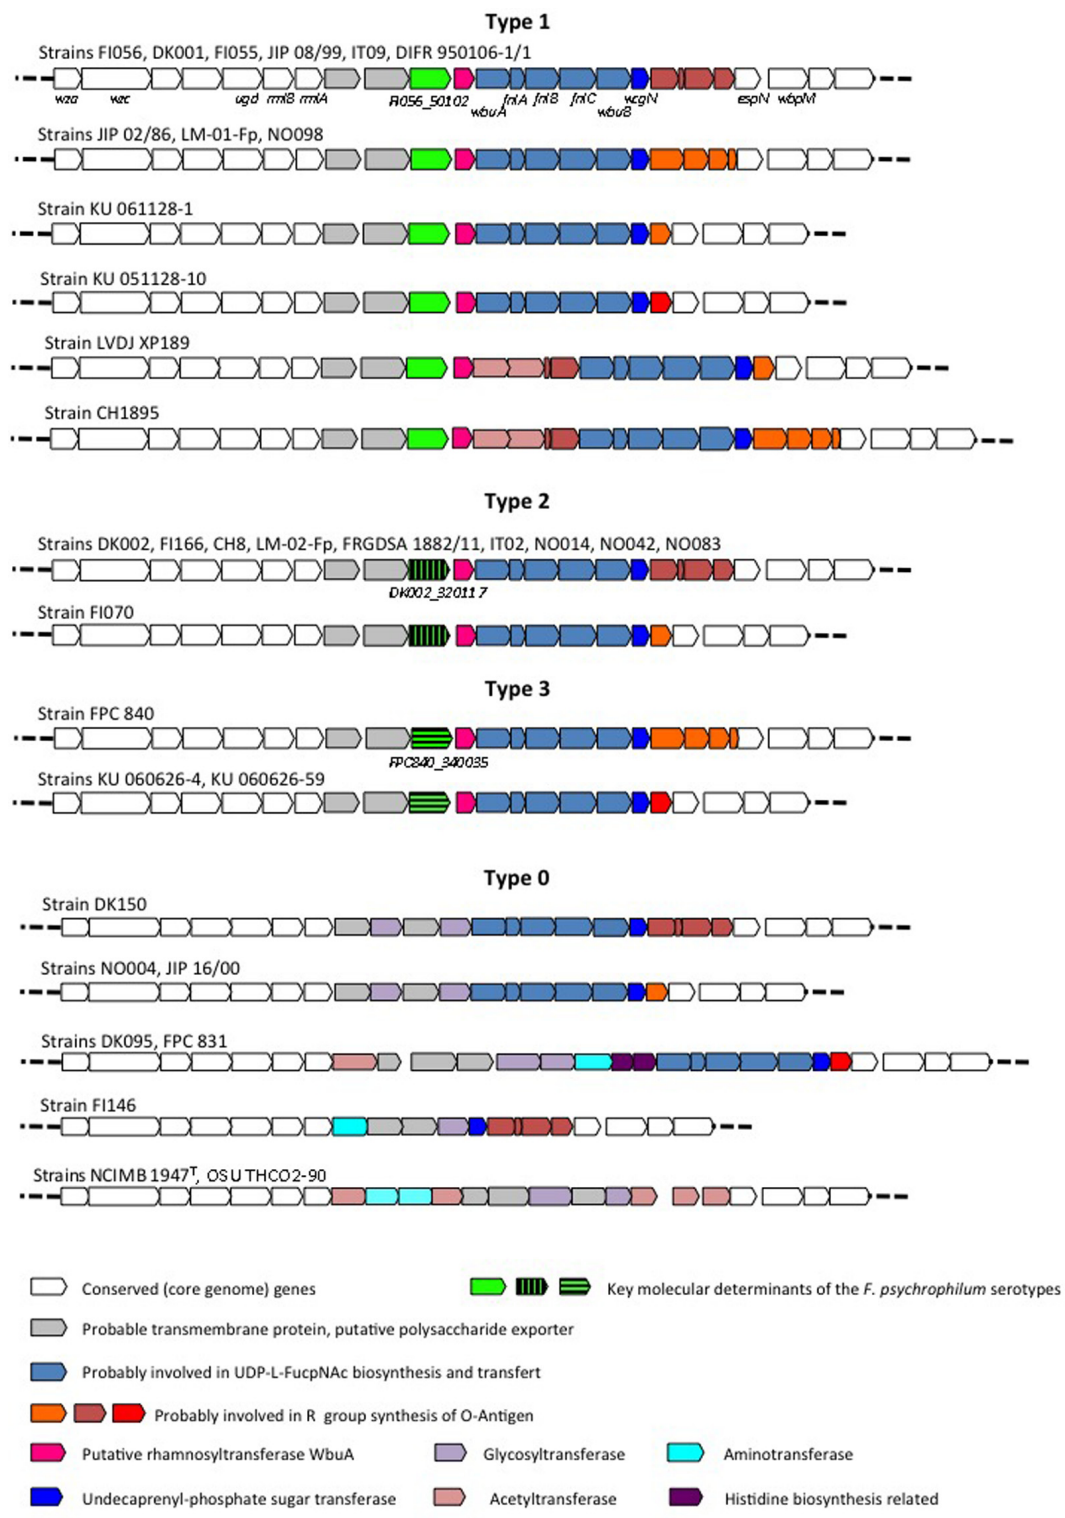 Type 1
Strains FI056, DK001, FI055, JIP 08/99, IT09, DIFR 950106-1/1
wza wzc ugd rmlB rmlA FI056_50102 wbuA fnlA fnlB fnlC wbuB wcgN espN wbpM
Strains JIP 02/86, LM-01-Fp, NO098
Strain KU 061128-1
Strain KU 051128-10
Strain LVDJ XP189
Strain CH1895
Type 2
Strains DK002, FI166, CH8, LM-02-Fp, FRGDSA 1882/11, IT02, NO014, NO042, NO083
DK002_320117
Strain FI070
Type 3
Strain FPC 840
FPC840_340035
Strains KU 060626-4, KU 060626-59
Type 0
Strain DK150
Strains NO004, JIP 16/00
Strains DK095, FPC 831
Strain FI146
Strains NCIMB 1947ᵀ, OSU THCO2-90
Conserved (core genome) genes
Key molecular determinants of the F. psychrophilum serotypes
Probable transmembrane protein, putative polysaccharide exporter
Probably involved in UDP-L-FucpNAc biosynthesis and transfert
Probably involved in R group synthesis of O-Antigen
Putative rhamnosyltransferase WbuA
Glycosyltransferase
Aminotransferase
Undecaprenyl-phosphate sugar transferase
Acetyltransferase
Histidine biosynthesis related